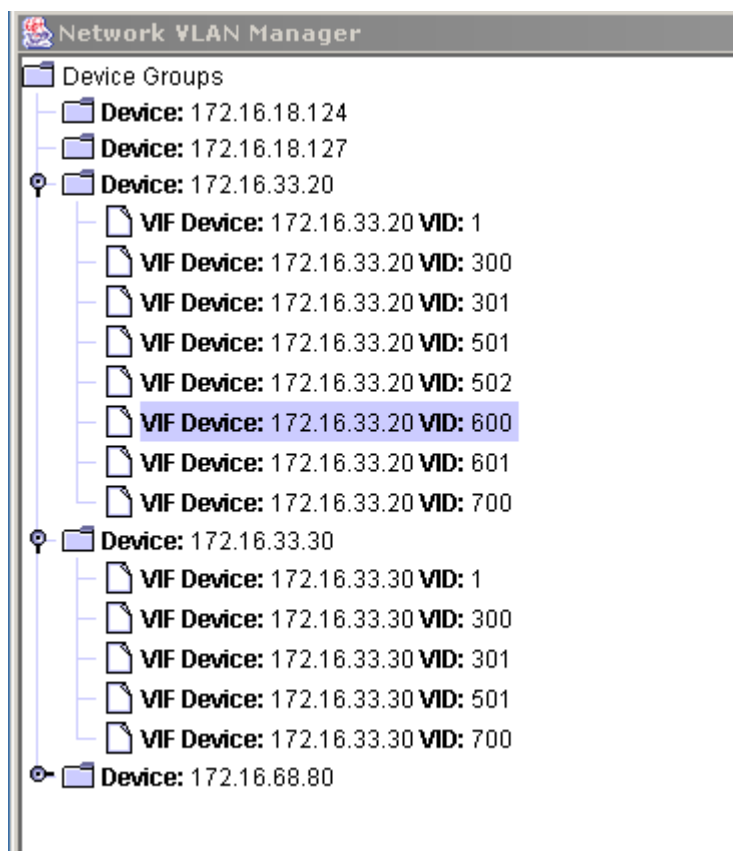 Network VLAN Manager
Device Groups
Device: 172.16.18.124
Device: 172.16.18.127
Device: 172.16.33.20
VIF Device: 172.16.33.20 VID: 1
VIF Device: 172.16.33.20 VID: 300
VIF Device: 172.16.33.20 VID: 301
VIF Device: 172.16.33.20 VID: 501
VIF Device: 172.16.33.20 VID: 502
VIF Device: 172.16.33.20 VID: 600
VIF Device: 172.16.33.20 VID: 601
VIF Device: 172.16.33.20 VID: 700
Device: 172.16.33.30
VIF Device: 172.16.33.30 VID: 1
VIF Device: 172.16.33.30 VID: 300
VIF Device: 172.16.33.30 VID: 301
VIF Device: 172.16.33.30 VID: 501
VIF Device: 172.16.33.30 VID: 700
Device: 172.16.68.80